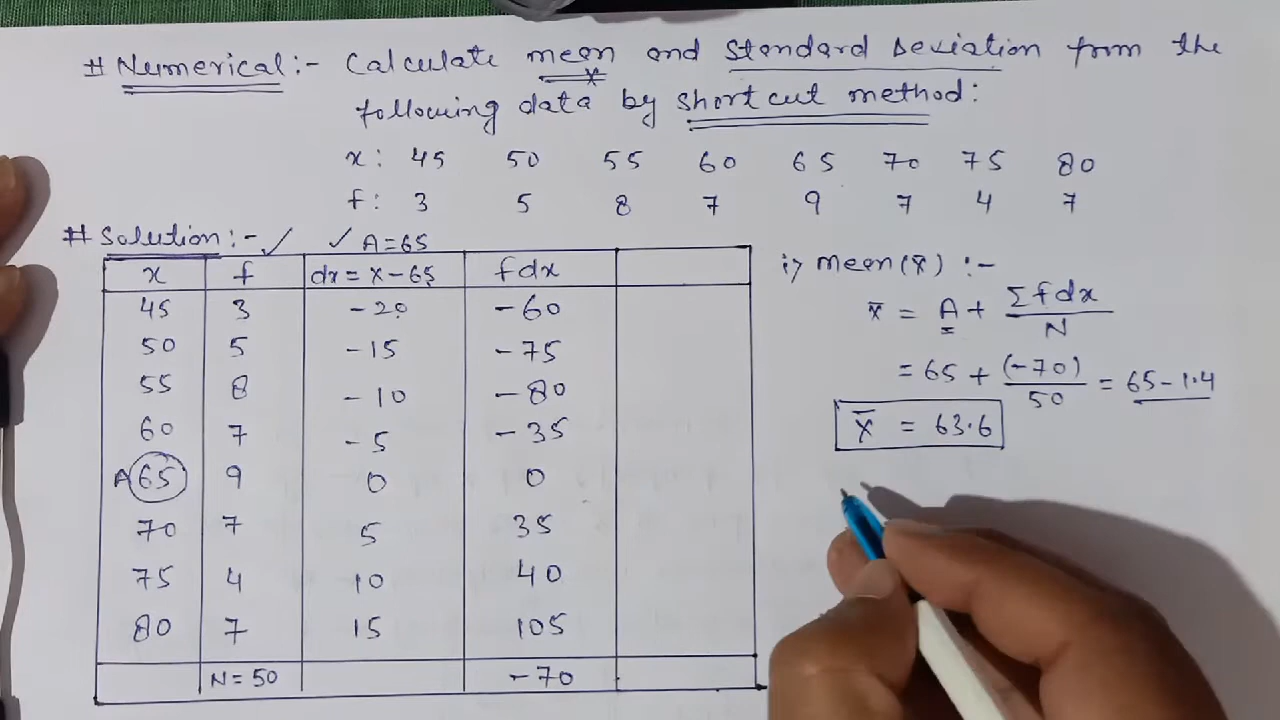 # Numerical:- Calculate mean and Standard Deviation from the
following data by shortcut method:
x: 45 50 55 60 65 70 75 80
f: 3 5 8 7 9 7 4 7
# Solution:- ✓ ✓ A=65
x f dx = x-65 fdx
45 3 -20 -60
50 5 -15 -75
55 8 -10 -80
60 7 -5 -35
A 65 9 0 0
70 7 5 35
75 4 10 40
80 7 15 105
N = 50 -70
i) mean (x̄) :-
x̄ = A + Σfdx / N
= 65 + (-70) / 50 = 65-1.4
x̄ = 63.6